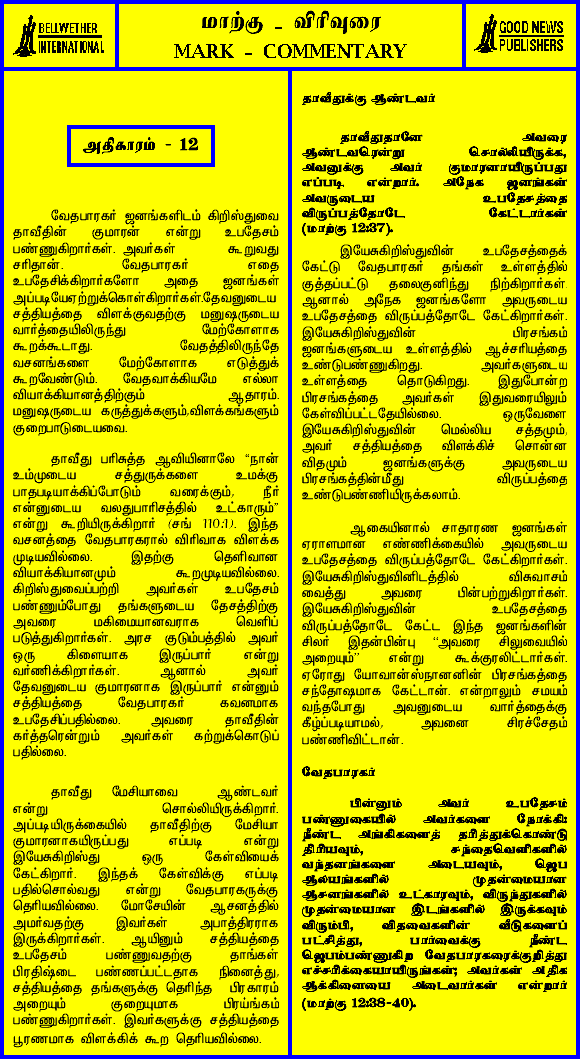 BELLWETHER
INTERNATIONAL
மாற்கு - விரிவுரை
MARK - COMMENTARY
GOOD NEWS
PUBLISHERS
அதிகாரம் - 12
வேதபாரகர் ஜனங்களிடம் கிறிஸ்துவை
தாவீதின் குமாரன் என்று உபதேசம்
பண்ணுகிறார்கள். அவர்கள் கூறுவது
சரிதான். வேதபாரகர் எதை
உபதேசிக்கிறார்களோ அதை ஜனங்கள்
அப்படியேஏற்றுக்கொள்கிறார்கள்.தேவனுடைய
சத்தியத்தை விளக்குவதற்கு மனுஷருடைய
வார்த்தையிலிருந்து மேற்கோளாக
கூறக்கூடாது. வேதத்திலிருந்தே
வசனங்களை மேற்கோளாக எடுத்துக்
கூறவேண்டும். வேதவாக்கியமே எல்லா
வியாக்கியானத்திற்கும் ஆதாரம்.
மனுஷருடைய கருத்துக்களும்,விளக்கங்களும்
குறைபாடுடையவை.
தாவீது பரிசுத்த ஆவியினாலே “நான்
உம்முடைய சத்துருக்களை உமக்கு
பாதபடியாக்கிப்போடும் வரைக்கும், நீர்
என்னுடைய வலதுபாரிசத்தில் உட்காரும்”
என்று கூறியிருக்கிறார் (சங் 110:1). இந்த
வசனத்தை வேதபாரகரால் விரிவாக விளக்க
முடியவில்லை. இதற்கு தெளிவான
வியாக்கியானமும் கூறமுடியவில்லை.
கிறிஸ்துவைப்பற்றி அவர்கள் உபதேசம்
பண்ணும்போது தங்களுடைய தேசத்திற்கு
அவரை மகிமையானவராக வெளிப்
படுத்துகிறார்கள். அரச குடும்பத்தில் அவர்
ஒரு கிளையாக இருப்பார் என்று
வர்ணிக்கிறார்கள். ஆனால் அவர்
தேவனுடைய குமாரனாக இருப்பார் என்னும்
சத்தியத்தை வேதபாரகர் கவனமாக
உபதேசிப்பதில்லை. அவரை தாவீதின்
கர்த்தரென்றும் அவர்கள் கற்றுக்கொடுப்
பதில்லை.
தாவீது மேசியாவை ஆண்டவர்
என்று சொல்லியிருக்கிறார்.
அப்படியிருக்கையில் தாவீதிற்கு மேசியா
குமாரனாகயிருப்பது எப்படி என்று
இயேசுகிறிஸ்து ஒரு கேள்வியைக்
கேட்கிறார். இந்தக் கேள்விக்கு எப்படி
பதில்சொல்வது என்று வேதபாரகருக்கு
தெரியவில்லை. மோசேயின் ஆசனத்தில்
அமர்வதற்கு இவர்கள் அபாத்திரராக
இருக்கிறார்கள். ஆயினும் சத்தியத்தை
உபதேசம் பண்ணுவதற்கு தாங்கள்
பிரதிஷ்டை பண்ணப்பட்டதாக நினைத்து,
சத்தியத்தை தங்களுக்கு தெரிந்த பிரகாரம்
அறையும் குறையுமாக பிரய்ங்கம்
பண்ணுகிறார்கள். இவர்களுக்கு சத்தியத்தை
பூரணமாக விளக்கிக் கூற தெரியவில்லை.
தாவீதுக்கு ஆண்டவர்
தாவீதுதானே அவரை
ஆண்டவரென்று சொல்லியிருக்க,
அவனுக்கு அவர் குமாரனாயிருப்பது
எப்படி என்றார். அநேக ஜனங்கள்
அவருடைய உபதேசத்தை
விருப்பத்தோடே கேட்டார்கள்
(மாற்கு 12:37).
இயேசுகிறிஸ்துவின் உபதேசத்தைக்
கேட்டு வேதபாரகர் தங்கள் உள்ளத்தில்
குத்தப்பட்டு தலைகுனிந்து நிற்கிறார்கள்.
ஆனால் அநேக ஜனங்களோ அவருடைய
உபதேசத்தை விருப்பத்தோடே கேட்கிறார்கள்.
இயேசுகிறிஸ்துவின் பிரசங்கம்
ஜனங்களுடைய உள்ளத்தில் ஆச்சரியத்தை
உண்டுபண்ணுகிறது. அவர்களுடைய
உள்ளத்தை தொடுகிறது. இதுபோன்ற
பிரசங்கத்தை அவர்கள் இதுவரையிலும்
கேள்விப்பட்டதேயில்லை. ஒருவேளை
இயேசுகிறிஸ்துவின் மெல்லிய சத்தமும்,
அவர் சத்தியத்தை விளக்கிச் சொன்ன
விதமும் ஜனங்களுக்கு அவருடைய
பிரசங்கத்தின்மீது விருப்பத்தை
உண்டுபண்ணியிருக்கலாம்.
ஆகையினால் சாதாரண ஜனங்கள்
ஏராளமான எண்ணிக்கையில் அவருடைய
உபதேசத்தை விருப்பத்தோடே கேட்கிறார்கள்.
இயேசுகிறிஸ்துவினிடத்தில் விசுவாசம்
வைத்து அவரை பின்பற்றுகிறார்கள்.
இயேசுகிறிஸ்துவின் உபதேசத்தை
விருப்பத்தோடே கேட்ட இந்த ஜனங்களின்
சிலர் இதன்பின்பு “அவரை சிலுவையில்
அறையும்” என்று கூக்குரலிட்டார்கள்.
ஏரோது யோவான்ஸ்நானனின் பிரசங்கத்தை
சந்தோஷமாக கேட்டான். என்றாலும் சமயம்
வந்தபோது அவனுடைய வார்த்தைக்கு
கீழ்ப்படியாமல், அவனை சிரச்சேதம்
பண்ணிவிட்டான்.
வேதபாரகர்
பின்னும் அவர் உபதேசம்
பண்ணுகையில் அவர்களை நோக்கி:
நீண்ட அங்கிகளைத் தரித்துக்கொண்டு
திரியவும், சந்தைவெளிகளில்
வந்தனங்களை அடையவும், ஜெப
ஆலயங்களில் முதன்மையான
ஆசனங்களில் உட்காரவும், விருந்துகளில்
முதன்மையான இடங்களில் இருக்கவும்
விரும்பி, விதவைகளின் வீடுகளைப்
பட்சித்து, பார்வைக்கு நீண்ட
ஜெபம்பண்ணுகிற வேதபாரகரைக்குறித்து
எச்சரிக்கையாயிருங்கள்; அவர்கள் அதிக
ஆக்கினையை அடைவார்கள் என்றார்
(மாற்கு 12:38-40).